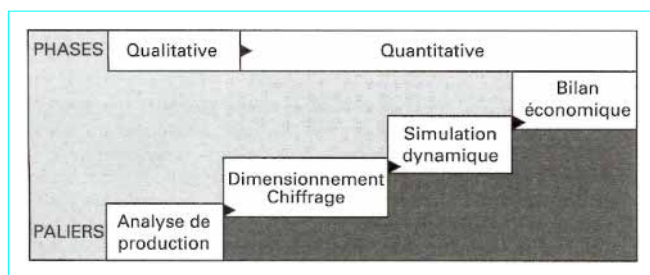 PHASES Qualitative Quantitative
Bilan
économique
Simulation
dynamique
Dimensionnement
Chiffrage
PALIERS
Analyse de
production